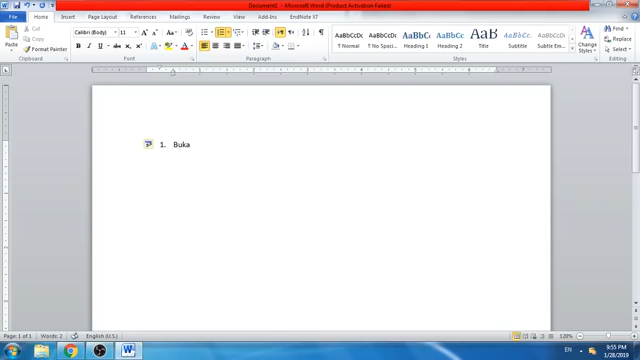 Document1 - Microsoft Word (Product Activation Failed)
File Home Insert Page Layout References Mailings Review View Add-Ins EndNote X7
Paste
Cut
Copy
Format Painter
Clipboard
Calibri (Body) 11
B I U
Font
Paragraph
AaBbCcDc AaBbCcDc AaBbC AaBbCc AaB AaBbCc. AaBbCcDc
¶ Normal ¶ No Spaci... Heading 1 Heading 2 Title Subtitle Subtle Em...
Styles
Change Styles
Find
Replace
Select
Editing
1. Buka
Page: 1 of 1 Words: 2 English (U.S.) 120%
EN
9:55 PM
1/28/2019